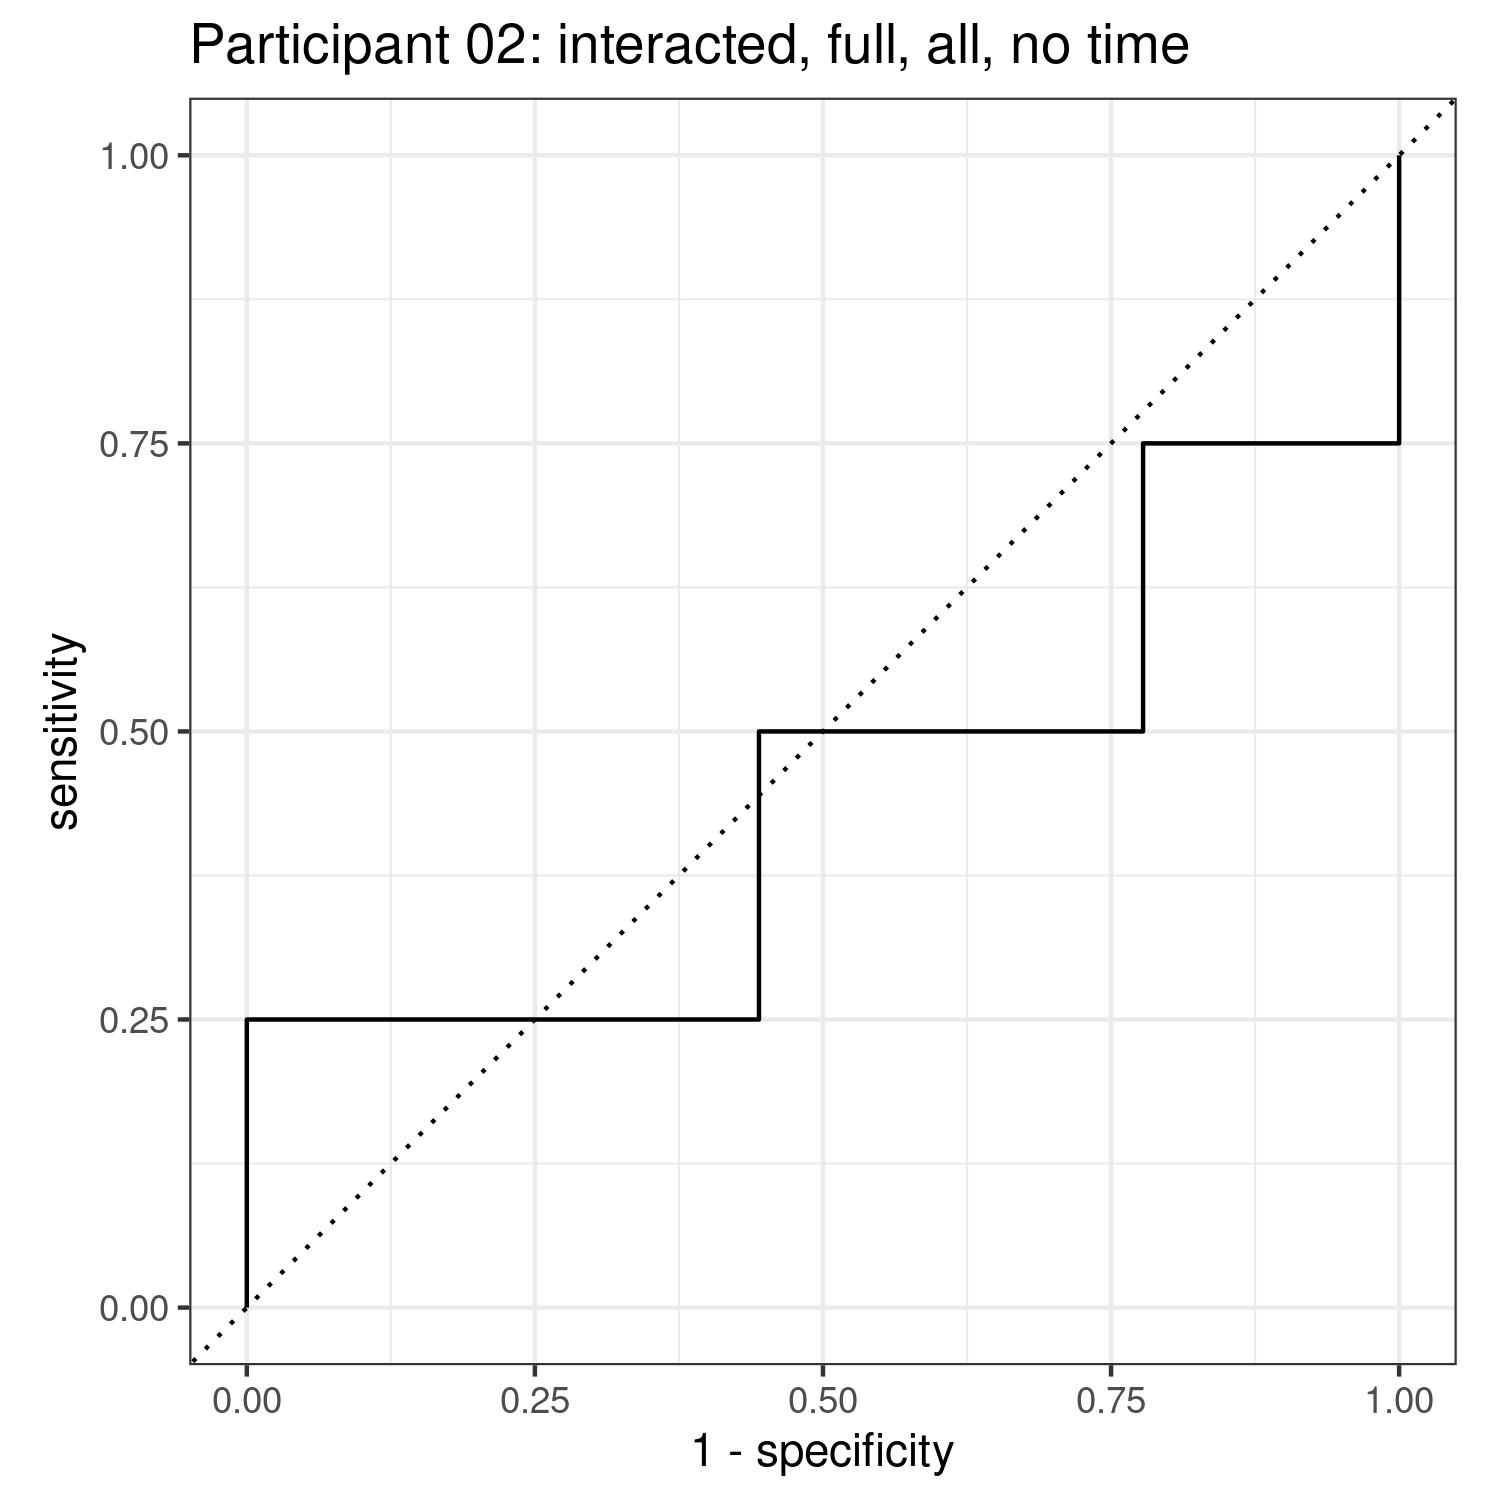 Participant 02: interacted, full, all, no time
1.00
0.75
0.50
0.25
0.00
sensitivity
0.00 0.25 0.50 0.75 1.00
1 - specificity